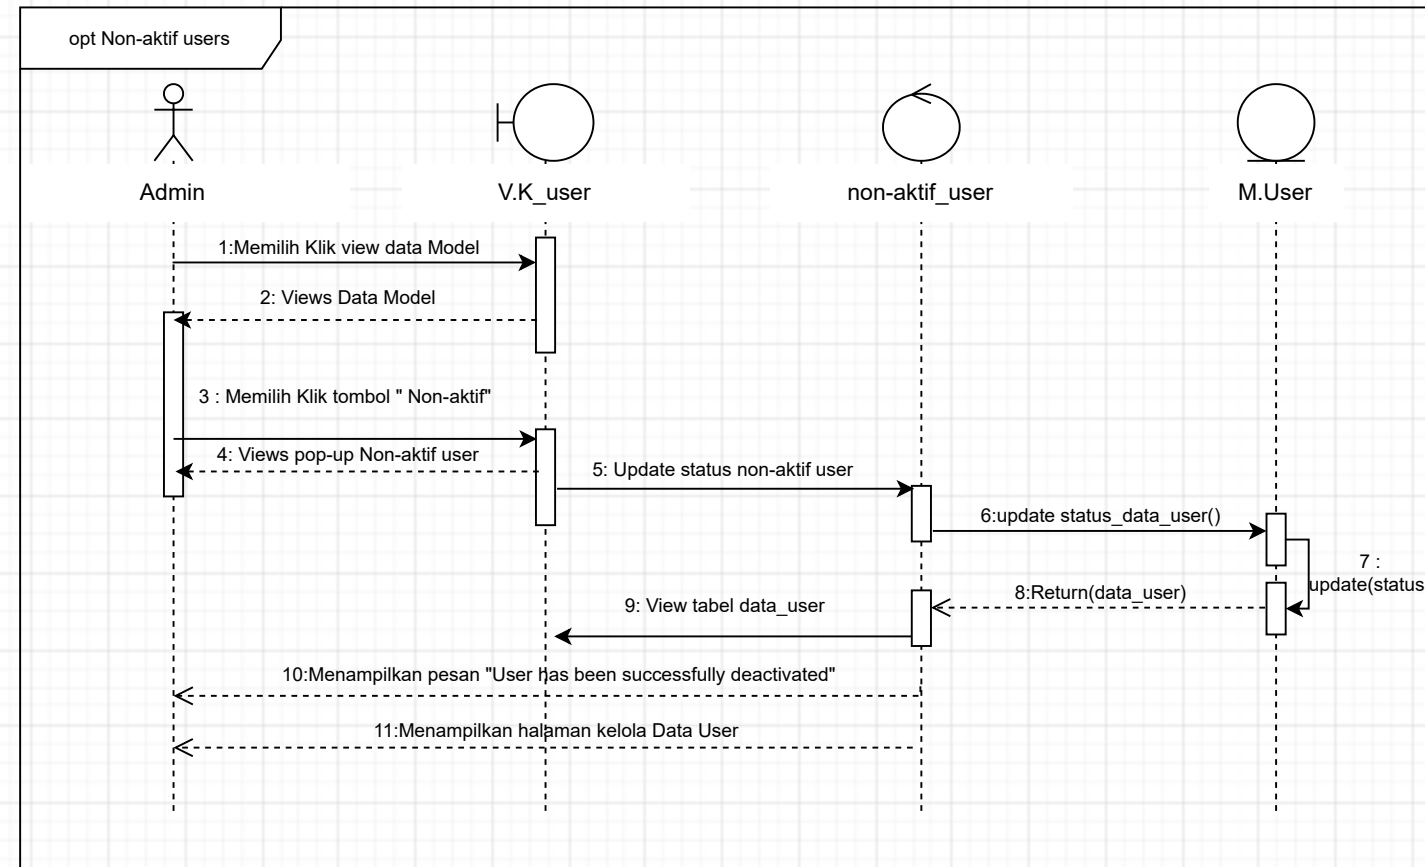 opt Non-aktif users
Admin
V.K_user
non-aktif_user
M.User
1:Memilih Klik view data Model
2: Views Data Model
3 : Memilih Klik tombol " Non-aktif"
4: Views pop-up Non-aktif user
5: Update status non-aktif user
6:update status_data_user()
7 :
update(status
8:Return(data_user)
9: View tabel data_user
10:Menampilkan pesan "User has been successfully deactivated"
11:Menampilkan halaman kelola Data User